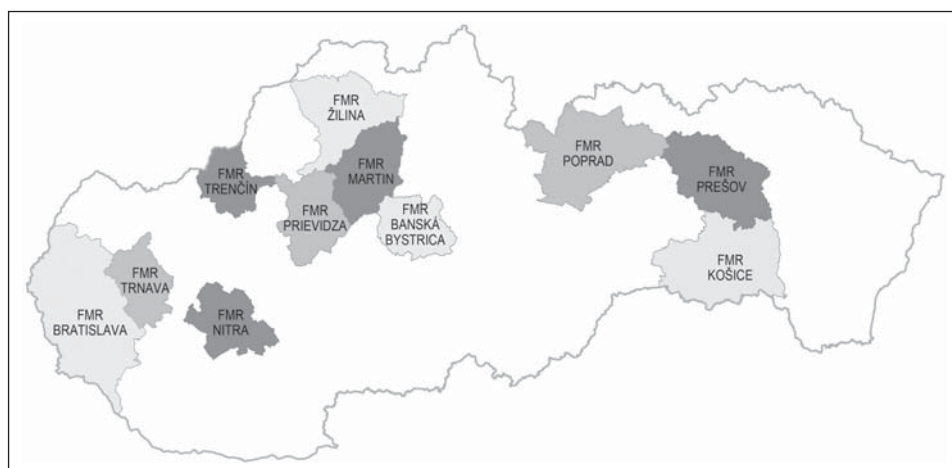 FMR
ŽILINA
FMR
TRENČÍN
FMR
MARTIN
FMR
PRIEVIDZA
FMR
BANSKÁ
BYSTRICA
FMR
POPRAD
FMR
PREŠOV
FMR
KOŠICE
FMR
TRNAVA
FMR
BRATISLAVA
FMR
NITRA